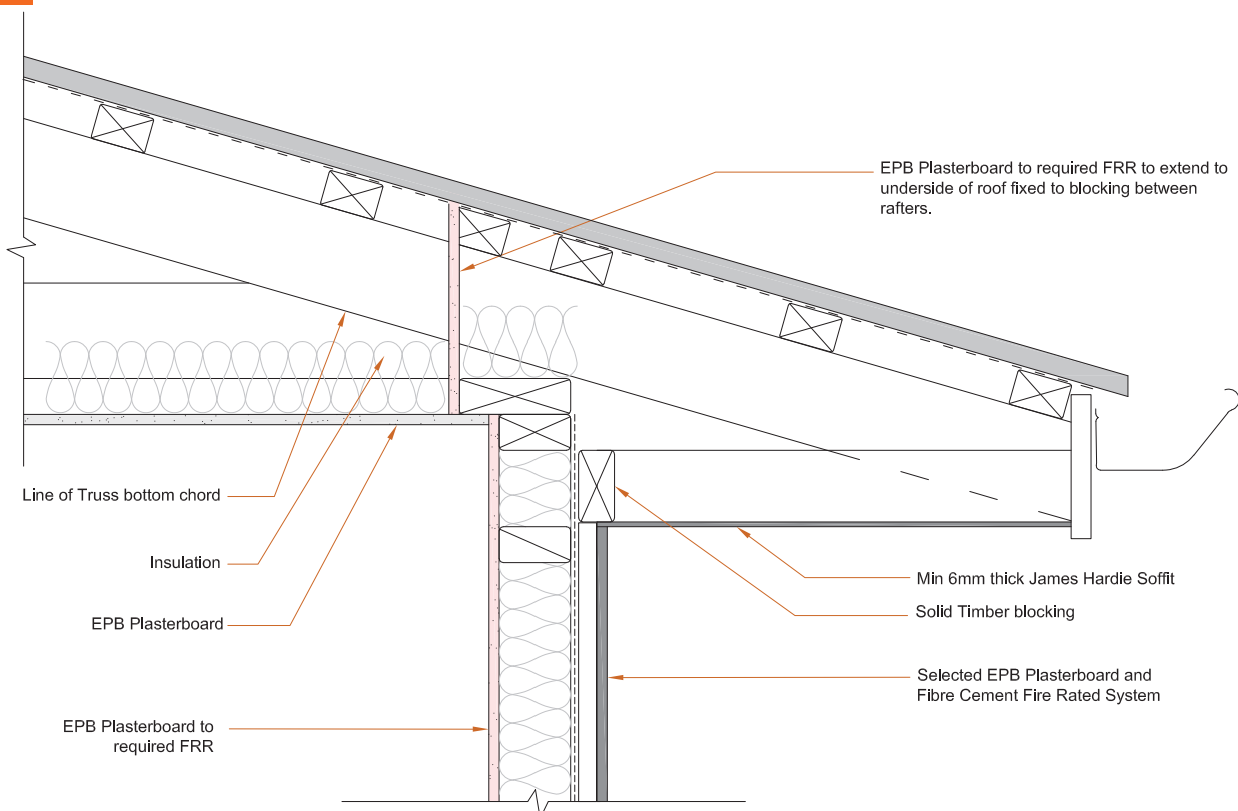 EPB Plasterboard to required FRR to extend to
underside of roof fixed to blocking between
rafters.
Line of Truss bottom chord
Insulation
EPB Plasterboard
EPB Plasterboard to
required FRR
Min 6mm thick James Hardie Soffit
Solid Timber blocking
Selected EPB Plasterboard and
Fibre Cement Fire Rated System